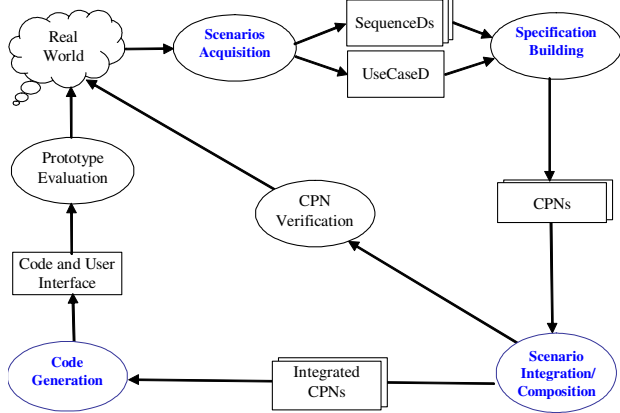 Real
World
Scenarios
Acquisition
SequenceDs
UseCaseD
Specification
Building
Prototype
Evaluation
CPN
Verification
CPNs
Code and User
Interface
Code
Generation
Integrated
CPNs
Scenario
Integration/
Composition